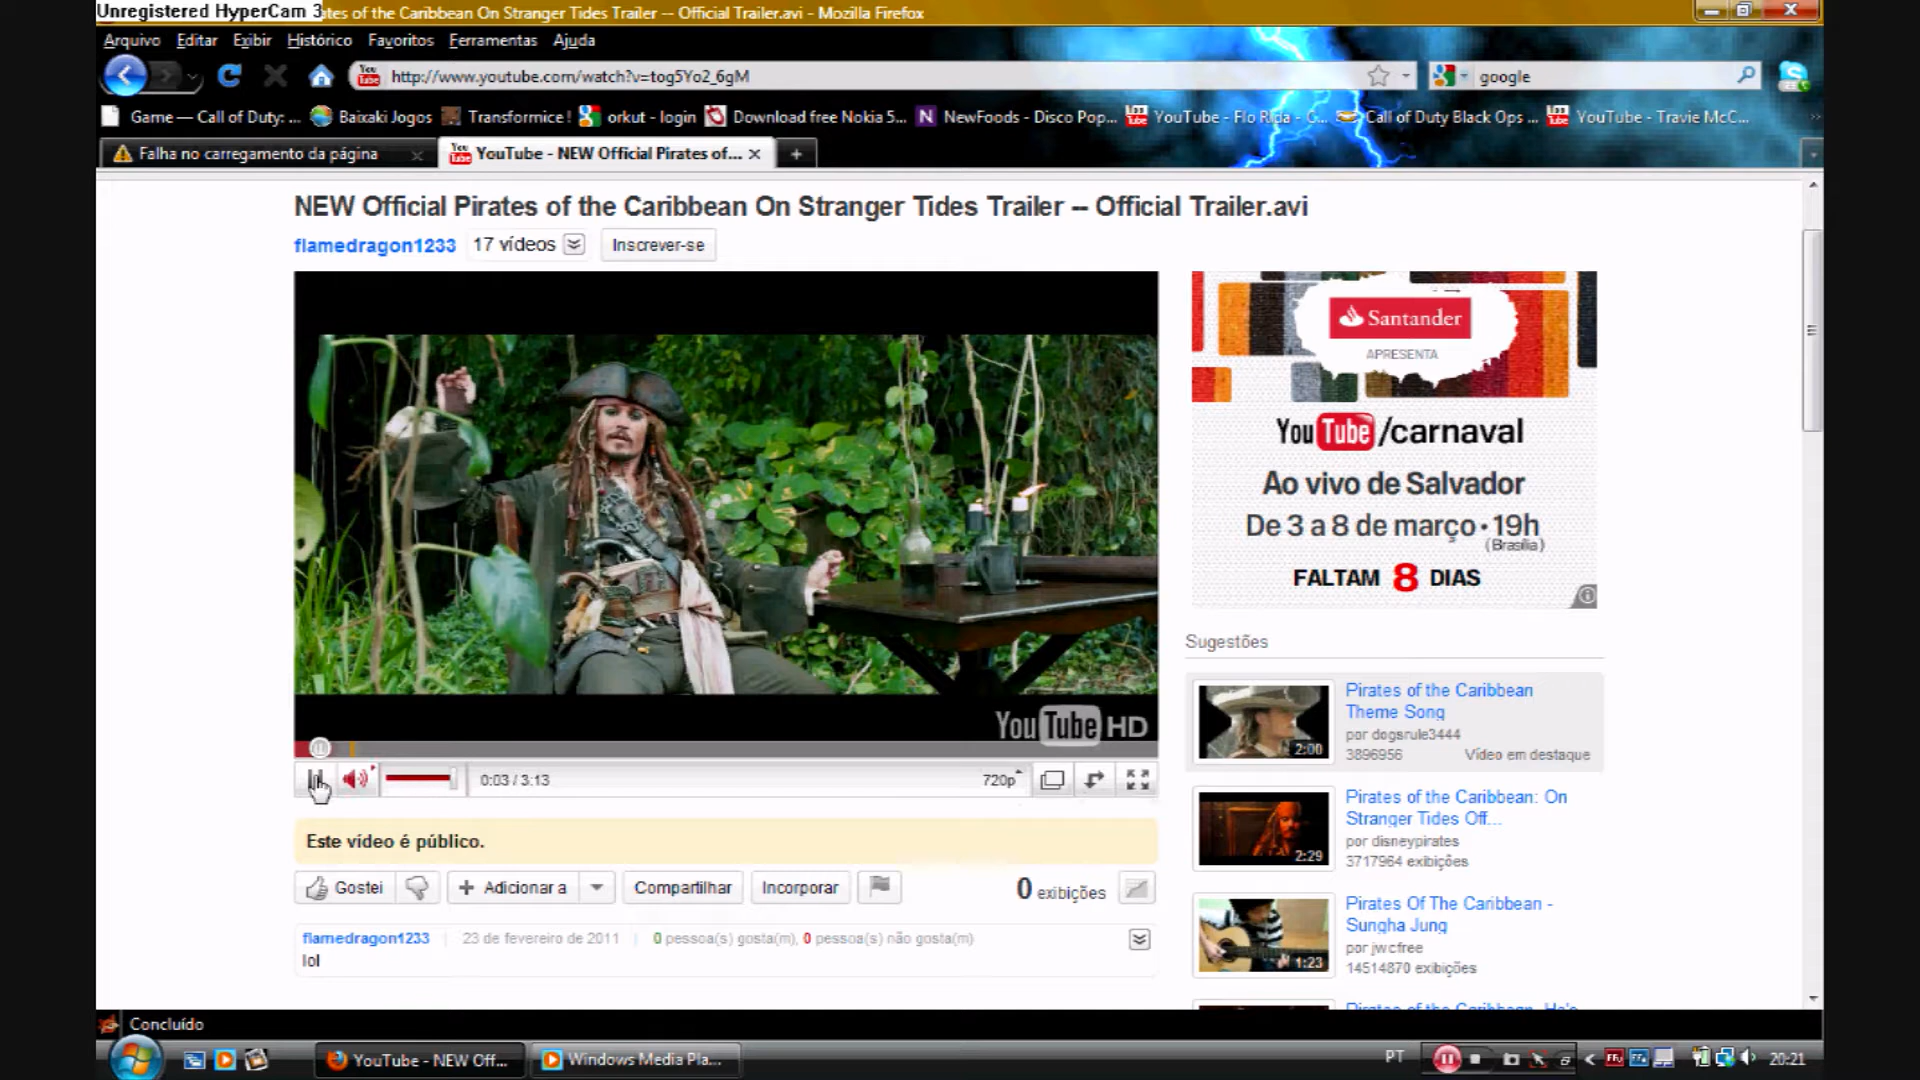 Unregistered HyperCam 3
ates of the Caribbean On Stranger Tides Trailer -- Official Trailer.avi - Mozilla Firefox
Arquivo Editar Exibir Histórico Favoritos Ferramentas Ajuda
You Tube http://www.youtube.com/watch?v=tog5Yo2_6gM google
Game — Call of Duty: ... Baixaki Jogos Transformice ! orkut - login Download free Nokia 5... N NewFoods - Disco Pop... YouTube - Flo Rida - C... Call of Duty Black Ops ... YouTube - Travie McC...
Falha no carregamento da página YouTube - NEW Official Pirates of...
NEW Official Pirates of the Caribbean On Stranger Tides Trailer -- Official Trailer.avi
flamedragon1233 17 vídeos Inscrever-se
Santander
APRESENTA
YouTube/carnaval
Ao vivo de Salvador
De 3 a 8 de março • 19h
(Brasília)
FALTAM 8 DIAS
YouTube HD
0:03 / 3:13 720p
Este vídeo é público.
Gostei Adicionar a Compartilhar Incorporar 0 exibições
flamedragon1233 23 de fevereiro de 2011 0 pessoa(s) gosta(m), 0 pessoa(s) não gosta(m)
lol
Sugestões
Pirates of the Caribbean
Theme Song
por dogsrule3444
3896956 Vídeo em destaque
2:00
Pirates of the Caribbean: On
Stranger Tides Off...
por disneypirates
3717964 exibições
2:29
Pirates Of The Caribbean -
Sungha Jung
por jwcfree
14514870 exibições
1:23
Pirates of the Caribbean- He's
Concluído
YouTube - NEW Off... Windows Media Pla... PT 20:21